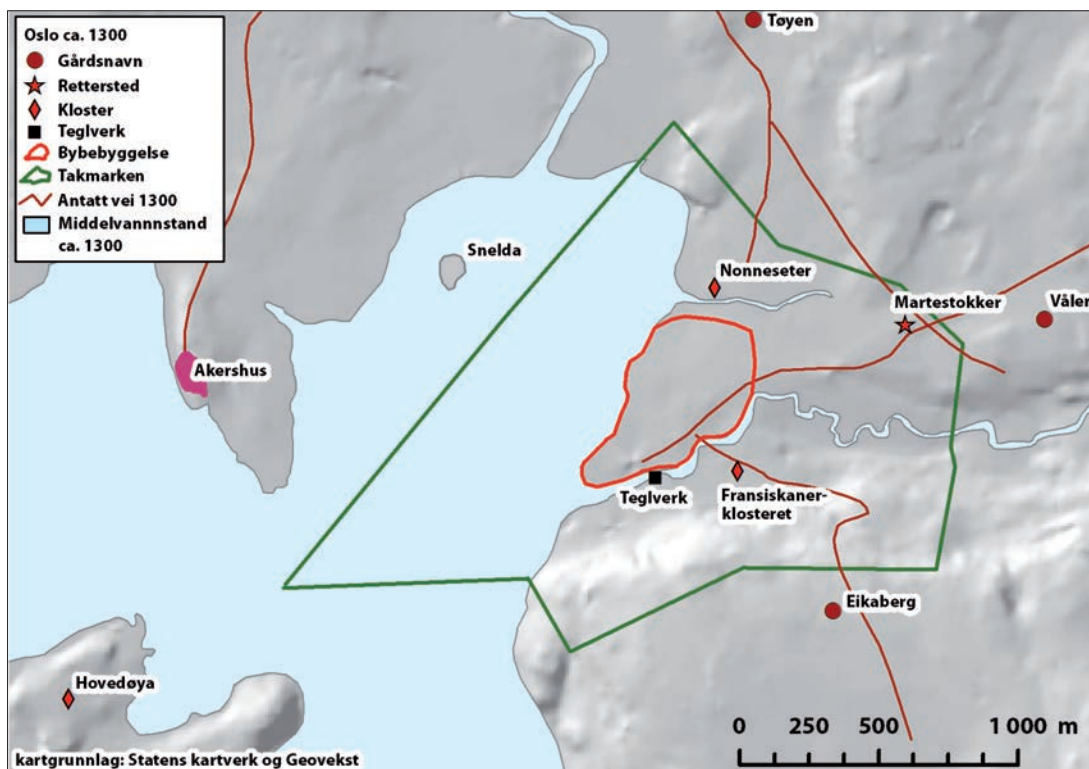 Oslo ca. 1300
Gårdsnavn
Rettersted
Kloster
Teglverk
Bybebyggelse
Takmarken
Antatt vei 1300
Middelvannnstand
ca. 1300
Tøyen
Snelda
Nonneseter
Martestokker
Våler
Akershus
Teglverk
Fransiskaner-
klosteret
Eikaberg
Hovedøya
0 250 500 1 000 m
kartgrunnlag: Statens kartverk og Geovekst